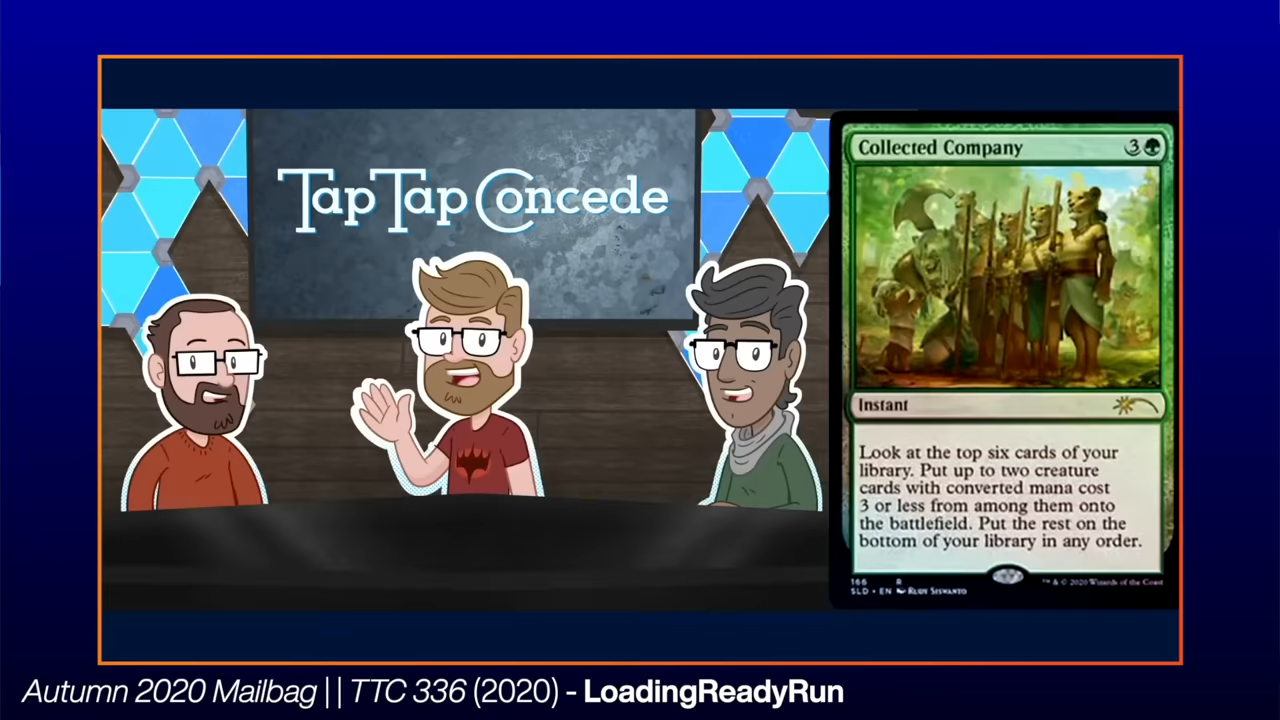 Tap Tap Concede
Collected Company 3
Instant
Look at the top six cards of your
library. Put up to two creature
cards with converted mana cost
3 or less from among them onto
the battlefield. Put the rest on the
bottom of your library in any order.
166 R
SLD • EN Rudy Siswanto
™ & © 2020 Wizards of the Coast
Autumn 2020 Mailbag || TTC 336 (2020) - LoadingReadyRun